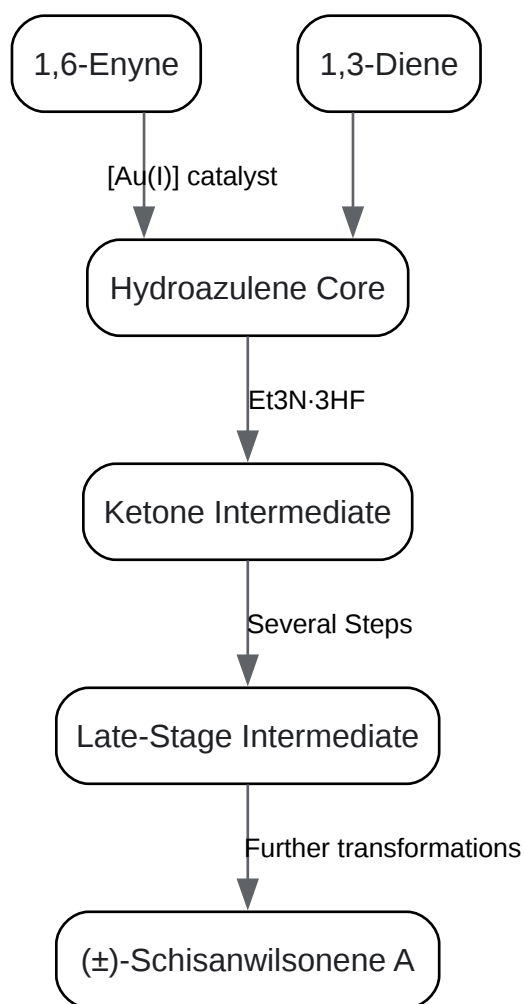 1,6-Enyne
1,3-Diene
[Au(I)] catalyst
Hydroazulene Core
Et3N·3HF
Ketone Intermediate
Several Steps
Late-Stage Intermediate
Further transformations
(±)-Schisanwilsonene A